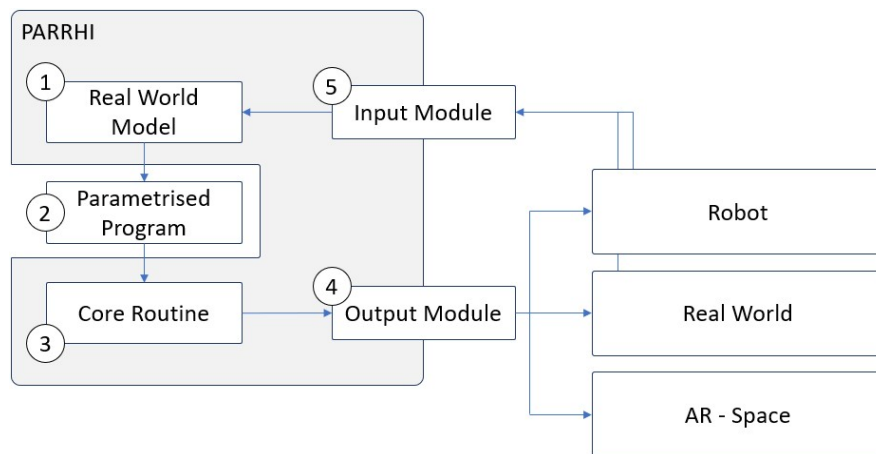 PARRHI
1
Real World
Model
5
Input Module
2
Parametrised
Program
Robot
3
Core Routine
4
Output Module
Real World
AR - Space